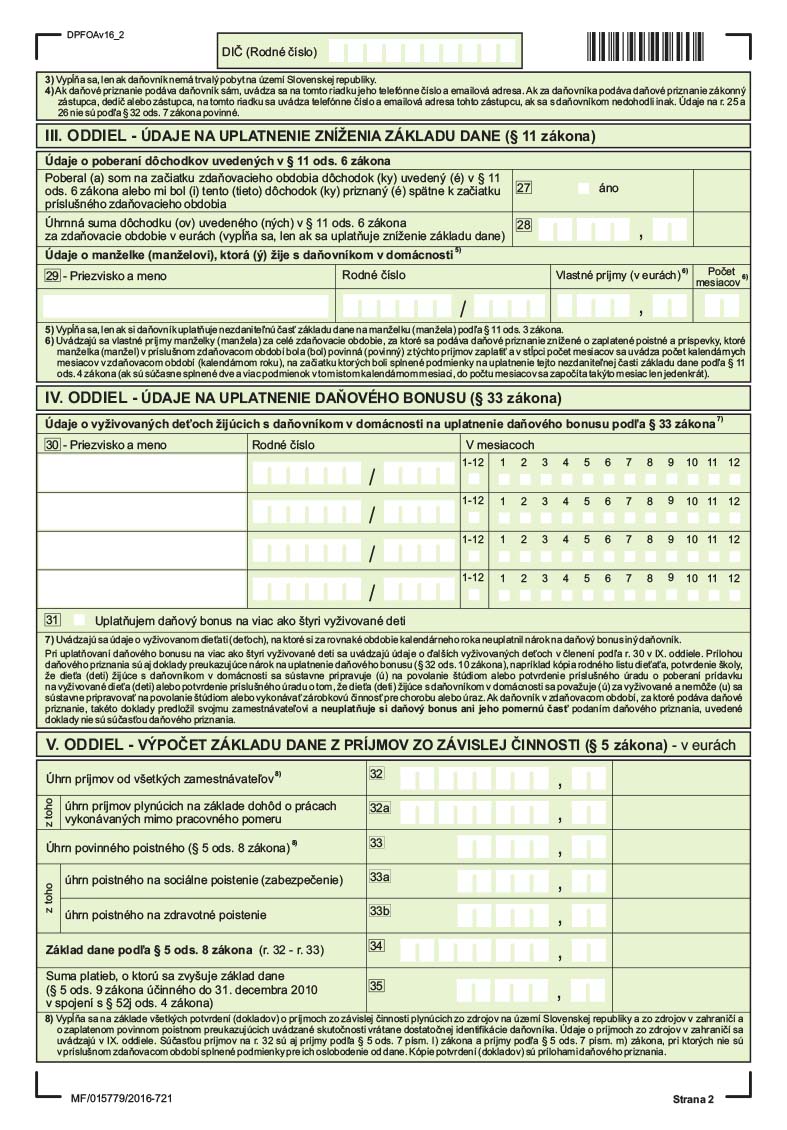 DPFOAv16_2
DIČ (Rodné číslo)
3) Vypĺňa sa, len ak daňovník nemá trvalý pobyt na území Slovenskej republiky.
4) Ak daňové priznanie podáva daňovník sám, uvádza sa na tomto riadku jeho telefónne číslo a emailová adresa. Ak za daňovníka podáva daňové priznanie zákonný
zástupca, dedič alebo zástupca, na tomto riadku sa uvádza telefónne číslo a emailová adresa tohto zástupcu, ak sa s daňovníkom nedohodli inak. Údaje na r. 25 a
26 nie sú podľa § 32 ods. 7 zákona povinné.
III. ODDIEL - ÚDAJE NA UPLATNENIE ZNÍŽENIA ZÁKLADU DANE (§ 11 zákona)
Údaje o poberaní dôchodkov uvedených v § 11 ods. 6 zákona
Poberal (a) som na začiatku zdaňovacieho obdobia dôchodok (ky) uvedený (é) v § 11
ods. 6 zákona alebo mi bol (i) tento (tieto) dôchodok (ky) priznaný (é) spätne k začiatku
príslušného zdaňovacieho obdobia
27 áno
Úhrnná suma dôchodku (ov) uvedeného (ných) v § 11 ods. 6 zákona
za zdaňovacie obdobie v eurách (vypĺňa sa, len ak sa uplatňuje zníženie základu dane)
28 ,
Údaje o manželke (manželovi), ktorá (ý) žije s daňovníkom v domácnosti 5)
29 - Priezvisko a meno Rodné číslo Vlastné príjmy (v eurách) 6) Počet mesiacov 6)
/ ,
5) Vypĺňa sa, len ak si daňovník uplatňuje nezdaniteľnú časť základu dane na manželku (manžela) podľa § 11 ods. 3 zákona.
6) Uvádzajú sa vlastné príjmy manželky (manžela) za celé zdaňovacie obdobie, za ktoré sa podáva daňové priznanie znížené o zaplatené poistné a príspevky, ktoré
manželka (manžel) v príslušnom zdaňovacom období bola (bol) povinná (povinný) z týchto príjmov zaplatiť a v stĺpci počet mesiacov sa uvádza počet kalendárnych
mesiacov v zdaňovacom období (kalendárnom roku), na začiatku ktorých boli splnené podmienky na uplatnenie tejto nezdaniteľnej časti základu dane podľa § 11
ods. 4 zákona (ak sú súčasne splnené dve a viac podmienok v tom istom kalendárnom mesiaci, do počtu mesiacov sa započíta takýto mesiac len jedenkrát).
IV. ODDIEL - ÚDAJE NA UPLATNENIE DAŇOVÉHO BONUSU (§ 33 zákona)
Údaje o vyživovaných deťoch žijúcich s daňovníkom v domácnosti na uplatnenie daňového bonusu podľa § 33 zákona 7)
30 - Priezvisko a meno Rodné číslo V mesiacoch
/ 1-12 1 2 3 4 5 6 7 8 9 10 11 12
/ 1-12 1 2 3 4 5 6 7 8 9 10 11 12
/ 1-12 1 2 3 4 5 6 7 8 9 10 11 12
/ 1-12 1 2 3 4 5 6 7 8 9 10 11 12
31 Uplatňujem daňový bonus na viac ako štyri vyživované deti
7) Uvádzajú sa údaje o vyživovanom dieťati (deťoch), na ktoré si za rovnaké obdobie kalendárneho roka neuplatnil nárok na daňový bonus iný daňovník.
Pri uplatňovaní daňového bonusu na viac ako štyri vyživované deti sa uvádzajú údaje o ďalších vyživovaných deťoch v členení podľa r. 30 v IX. oddiele. Prílohou
daňového priznania sú aj doklady preukazujúce nárok na uplatnenie daňového bonusu (§ 32 ods. 10 zákona), napríklad kópia rodného listu dieťaťa, potvrdenie školy,
že dieťa (deti) žijúce s daňovníkom v domácnosti sa sústavne pripravuje (ú) na povolanie štúdiom alebo potvrdenie príslušného úradu o poberaní prídavku
na vyživované dieťa (deti) alebo potvrdenie príslušného úradu o tom, že dieťa (deti) žijúce s daňovníkom v domácnosti sa považuje (ú) za vyživované a nemôže (u) sa
sústavne pripravovať na povolanie štúdiom alebo vykonávať zárobkovú činnosť pre chorobu alebo úraz. Ak daňovník v zdaňovacom období, za ktoré podáva daňové
priznanie, takéto doklady predložil svojmu zamestnávateľovi a neuplatňuje si daňový bonus ani jeho pomernú časť podaním daňového priznania, uvedené
doklady nie sú súčasťou daňového priznania.
V. ODDIEL - VÝPOČET ZÁKLADU DANE Z PRÍJMOV ZO ZÁVISLEJ ČINNOSTI (§ 5 zákona) - v eurách
Úhrn príjmov od všetkých zamestnávateľov 8) 32 ,
z toho
úhrn príjmov plynúcich na základe dohôd o prácach
vykonávaných mimo pracovného pomeru
32a ,
Úhrn povinného poistného (§ 5 ods. 8 zákona) 8) 33 ,
z toho
úhrn poistného na sociálne poistenie (zabezpečenie) 33a ,
úhrn poistného na zdravotné poistenie 33b ,
Základ dane podľa § 5 ods. 8 zákona (r. 32 - r. 33) 34 ,
Suma platieb, o ktorú sa zvyšuje základ dane
(§ 5 ods. 9 zákona účinného do 31. decembra 2010
v spojení s § 52j ods. 4 zákona)
35 ,
8) Vypĺňa sa na základe všetkých potvrdení (dokladov) o príjmoch zo závislej činnosti plynúcich zo zdrojov na území Slovenskej republiky a zo zdrojov v zahraničí a
o zaplatenom povinnom poistnom preukazujúcich uvádzané skutočnosti vrátane dostatočnej identifikácie daňovníka. Údaje o príjmoch zo zdrojov v zahraničí sa
uvádzajú v IX. oddiele. Súčasťou príjmov na r. 32 sú aj príjmy podľa § 5 ods. 7 písm. l) zákona a príjmy podľa § 5 ods. 7 písm. m) zákona, pri ktorých nie sú
v príslušnom zdaňovacom období splnené podmienky pre ich oslobodenie od dane. Kópie potvrdení (dokladov) sú prílohami daňového priznania.
MF/015779/2016-721
Strana 2